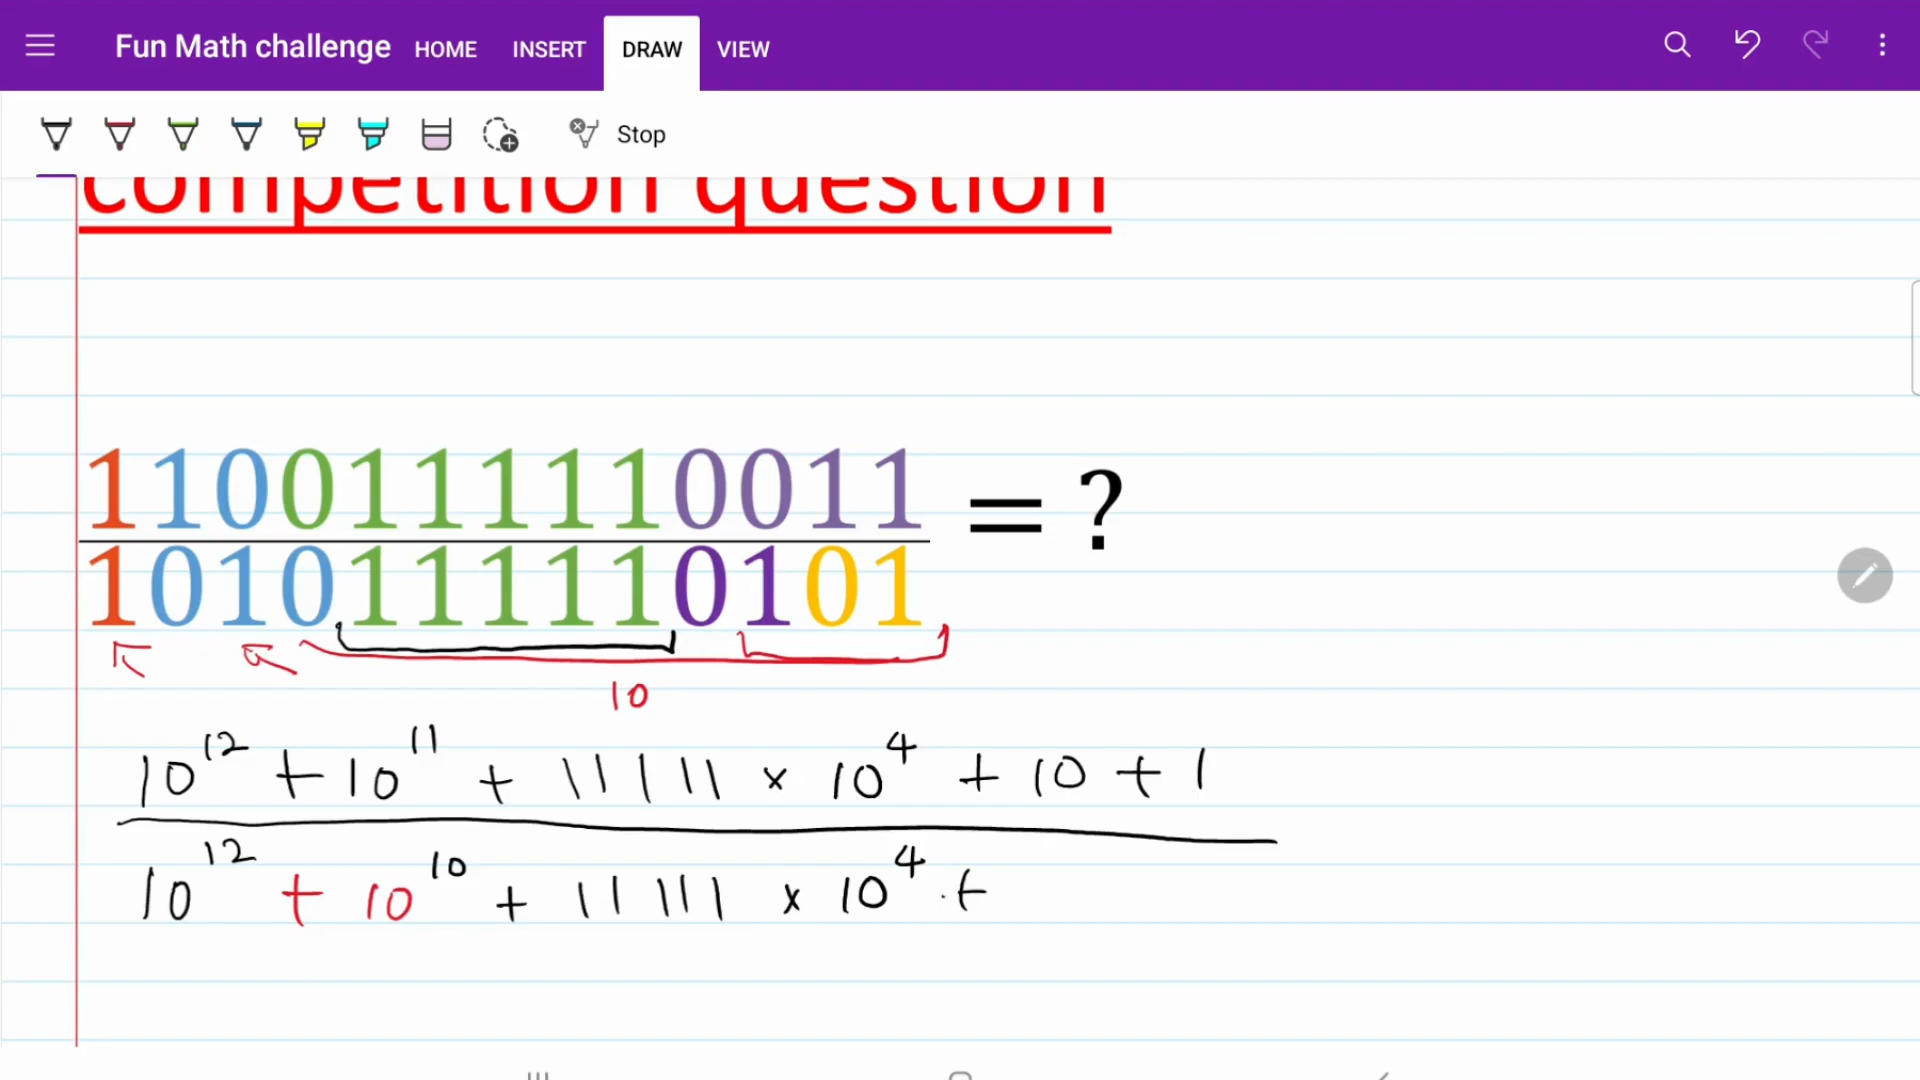 Fun Math challenge HOME INSERT DRAW VIEW
Stop
competition question
1100111110011 = ?
1010111110101
10
10^12 + 10^11 + 11111 × 10^4 + 10 + 1
10^12 + 10^10 + 11111 × 10^4 +